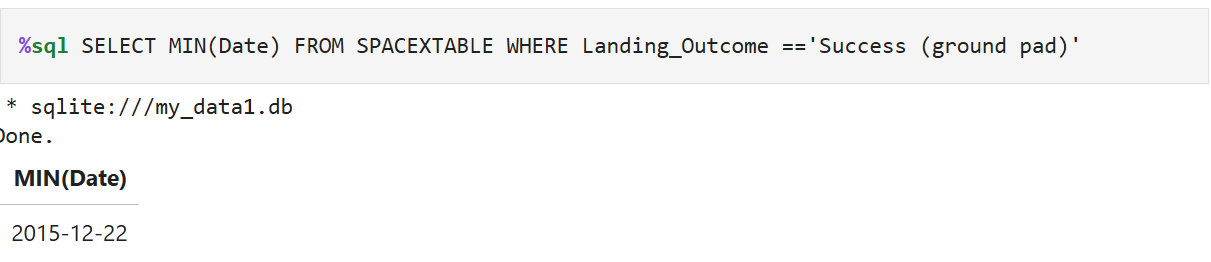 %sql SELECT MIN(Date) FROM SPACEXTABLE WHERE Landing_Outcome =='Success (ground pad)'
* sqlite:///my_data1.db
Done.
MIN(Date)
2015-12-22